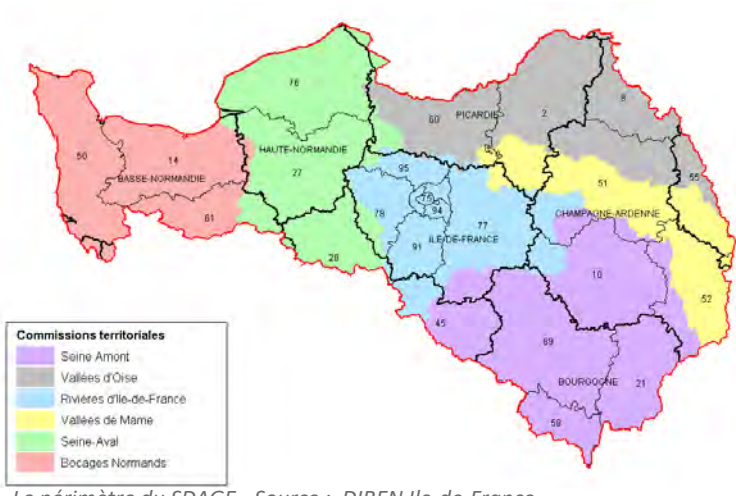 76
8
2
60
PICARDIE
14
50
HAUTE-NORMANDIE
BASSE-NORMANDIE
27
95
51
55
61
75
94
78
77
CHAMPAGNE-ARDENNE
91
ILE-DE-FRANCE
28
10
52
45
89
BOURGOGNE
21
58
Commissions territoriales
Seine Amont
Vallées d'Oise
Rivières d'Ile-de-France
Vallées de Marne
Seine-Aval
Bocages Normands
Le périmètre du SDAGE - Source : DIREN Ile-de-France